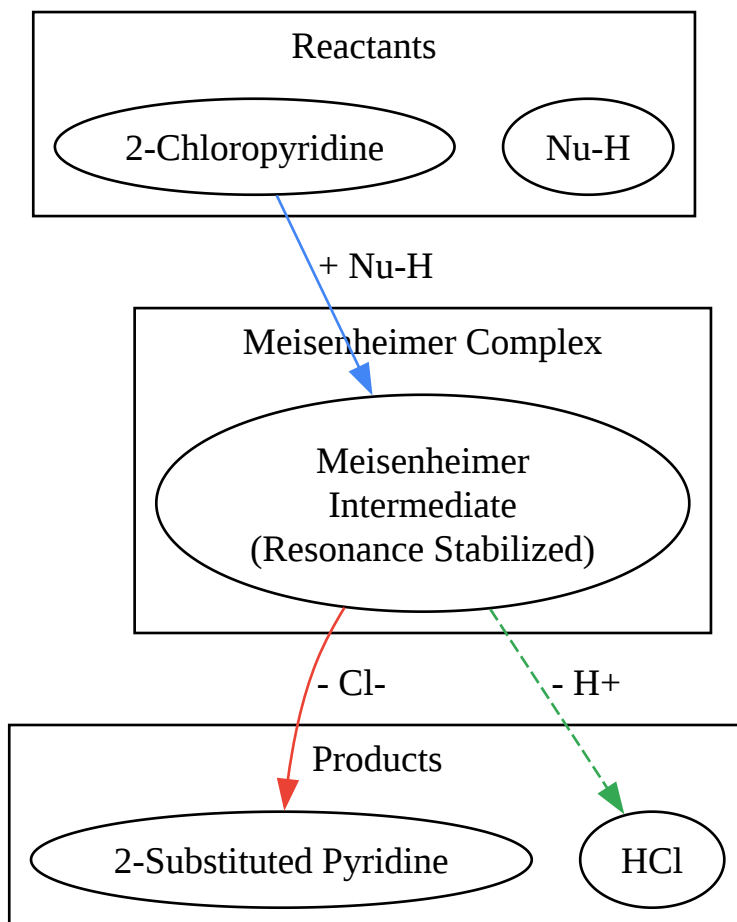 Reactants
2-Chloropyridine
Nu-H
+ Nu-H
Meisenheimer Complex
Meisenheimer
Intermediate
(Resonance Stabilized)
- Cl-
- H+
Products
2-Substituted Pyridine
HCl